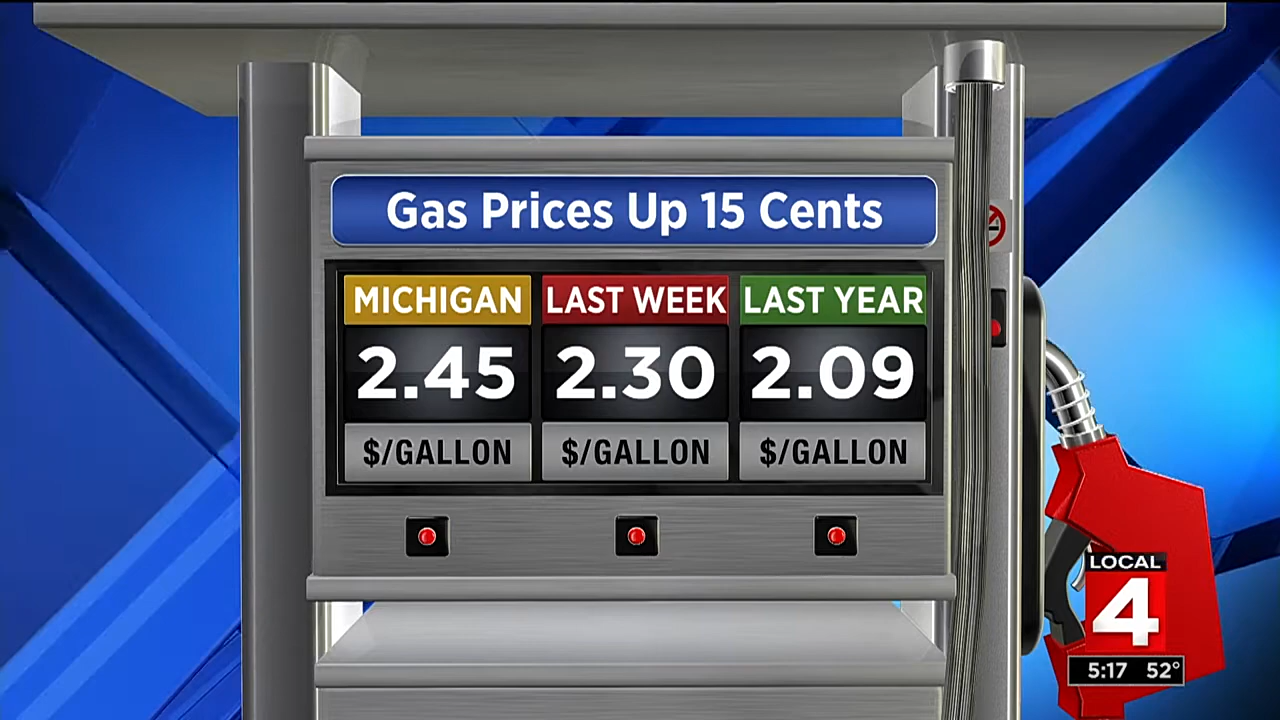 Gas Prices Up 15 Cents
MICHIGAN LAST WEEK LAST YEAR
2.45 2.30 2.09
$/GALLON $/GALLON $/GALLON
LOCAL
4
5:17 52°